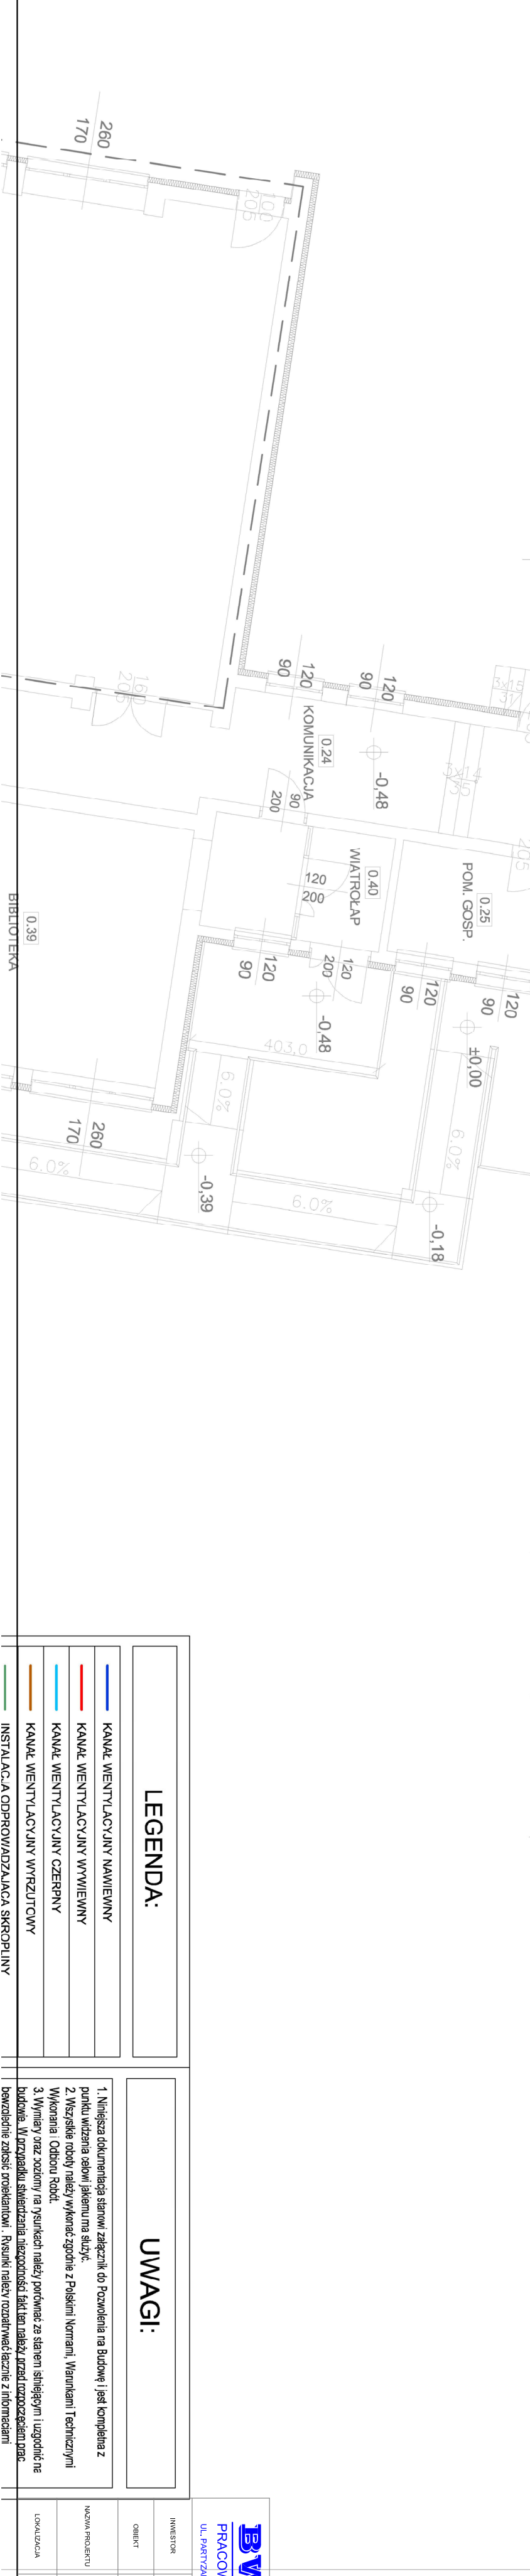 260
170
100
205
120
90
120
90
0.24
KOMUNIKACJA
-0,48
90
200
160
205
0.40
WIATROŁAP
120
200
0.25
POM. GOSP.
0.39
BIBLIOTEKA
120
90
120
200
120
90
120
90
-0,48
403,0
±0,00
6.0%
6.0%
260
170
6.0%
-0,39
6.0%
-0,18
LEGENDA:
KANAŁ WENTYLACYJNY NAWIEWNY
KANAŁ WENTYLACYJNY WYWIEWNY
KANAŁ WENTYLACYJNY CZERPNY
KANAŁ WENTYLACYJNY WYRZUTOWY
INSTALACJA ODPROWADZAJĄCA SKROPLINY
UWAGI:
1. Niniejsza dokumentacja stanowi załącznik do Pozwolenia na Budowę i jest kompletna z
punktu widzenia celowi jakiemu ma służyć.
2. Wszystkie roboty należy wykonać zgodnie z Polskimi Normami, Warunkami Technicznymi
Wykonania i Odbioru Robót.
3. Wymiary oraz poziomy na rysunkach należy porównać ze stanem istniejącym i uzgodnić na
budowie. W przypadku stwierdzenia niezgodności fakt ten należy przed rozpoczęciem prac
bewzględnie zgłosić projektantowi . Rysunki należy rozpatrywać łącznie z informacjami
PRACOW
UL. PARTYZA
INWESTOR
OBIEKT
NAZWA PROJEKTU
LOKALIZACJA